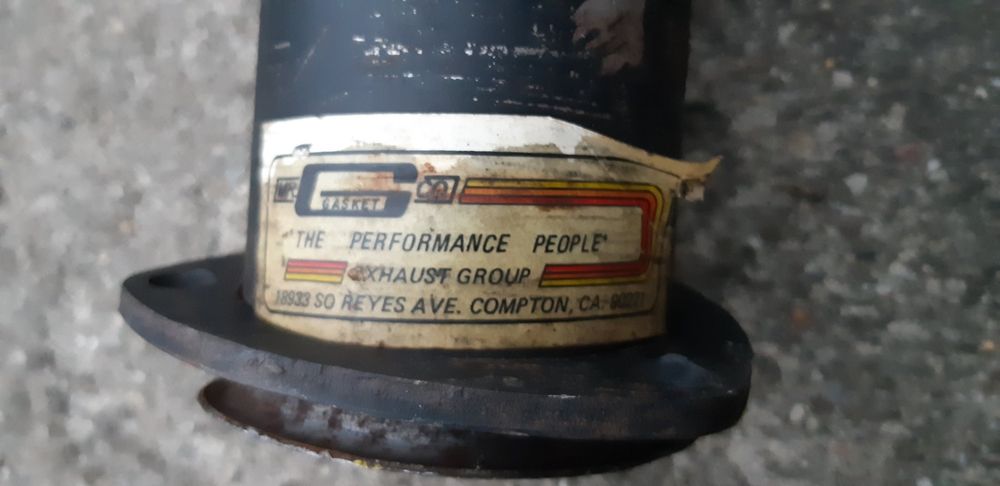 MR. GASKET CO.
"THE PERFORMANCE PEOPLE"
EXHAUST GROUP
18933 SO REYES AVE. COMPTON, CA. 90221